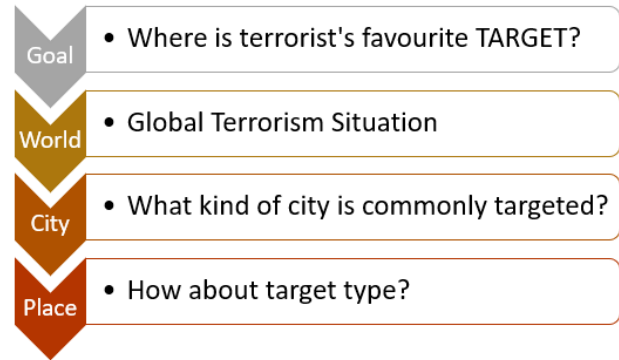 Goal
• Where is terrorist's favourite TARGET?
World
• Global Terrorism Situation
City
• What kind of city is commonly targeted?
Place
• How about target type?